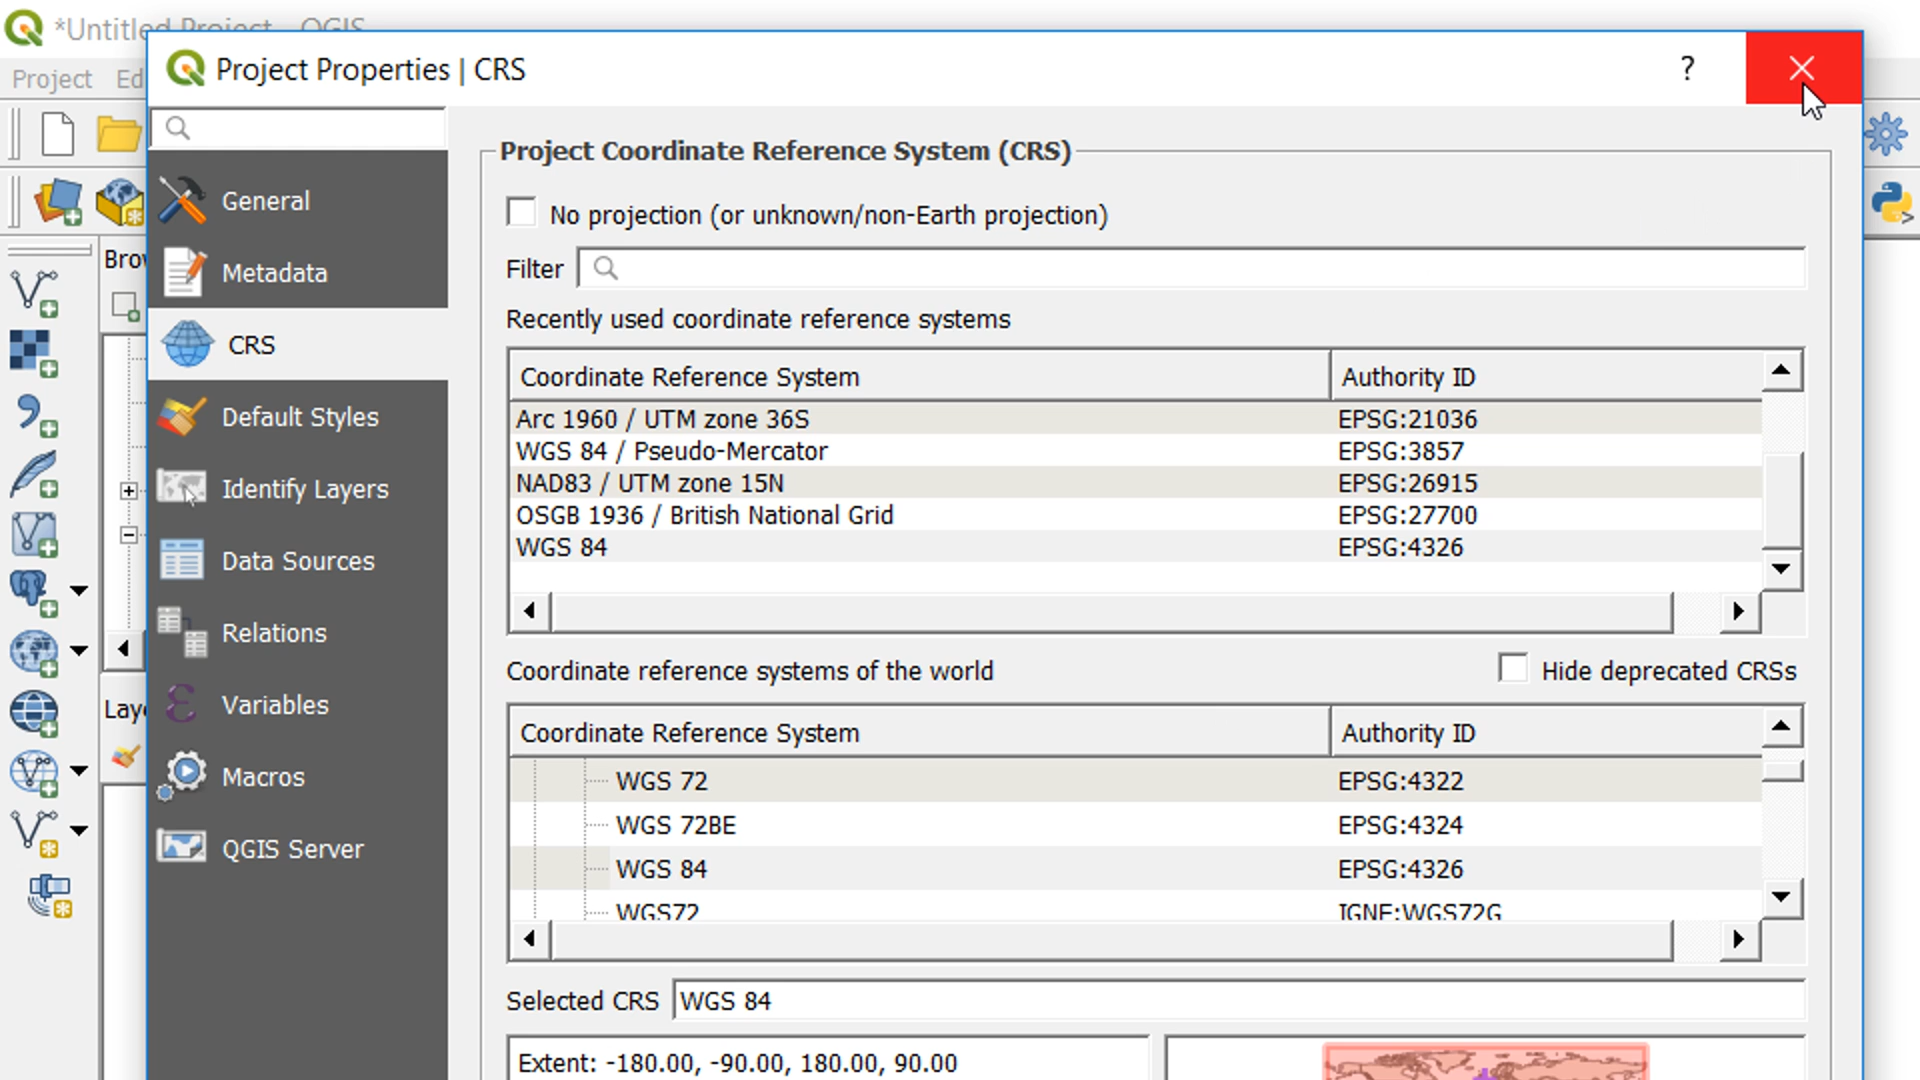 *Untitled Project - QGIS
Project Properties | CRS
?
Project Ed
Project Coordinate Reference System (CRS)
General
No projection (or unknown/non-Earth projection)
Metadata
Filter
Recently used coordinate reference systems
CRS
Coordinate Reference System Authority ID
Default Styles
Arc 1960 / UTM zone 36S EPSG:21036
WGS 84 / Pseudo-Mercator EPSG:3857
NAD83 / UTM zone 15N EPSG:26915
Identify Layers
OSGB 1936 / British National Grid EPSG:27700
WGS 84 EPSG:4326
Data Sources
Relations
Coordinate reference systems of the world Hide deprecated CRSs
Variables
Coordinate Reference System Authority ID
Macros
WGS 72 EPSG:4322
WGS 72BE EPSG:4324
QGIS Server
WGS 84 EPSG:4326
WGS72 IGNF:WGS72G
Selected CRS WGS 84
Extent: -180.00, -90.00, 180.00, 90.00
Brow
Laye